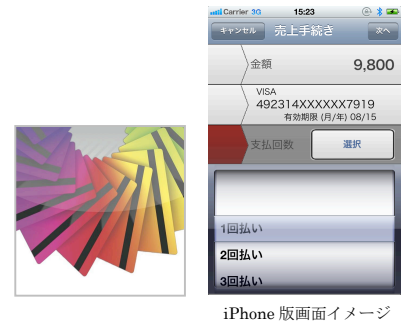 Carrier 3G 15:23
キャンセル 売上手続き 次へ
金額 9,800
VISA
492314XXXXXX7919
有効期限 (月/年) 08/15
支払回数 選択
1回払い
2回払い
3回払い
iPhone 版画面イメージ